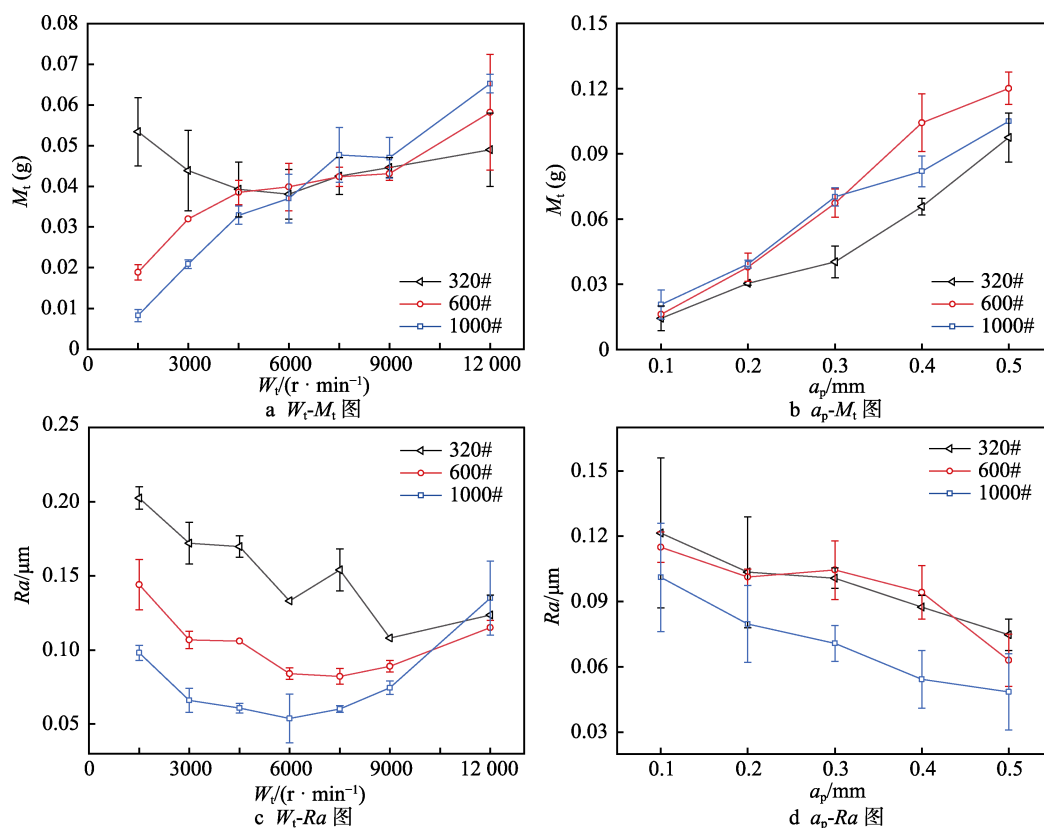 0.08
0.07
0.06
0.05
0.04
0.03
0.02
0.01
0
Mt (g)
320#
600#
1000#
0 3000 6000 9000 12 000
Wt/(r · min⁻¹)
a Wt-Mt 图
0.15
0.12
0.09
0.06
0.03
0
Mt (g)
320#
600#
1000#
0.1 0.2 0.3 0.4 0.5
ap/mm
b ap-Mt 图
0.25
0.20
0.15
0.10
0.05
Ra/μm
320#
600#
1000#
0 3000 6000 9000 12 000
Wt/(r · min⁻¹)
c Wt-Ra 图
0.15
0.12
0.09
0.06
0.03
Ra/μm
320#
600#
1000#
0.1 0.2 0.3 0.4 0.5
ap/mm
d ap-Ra 图